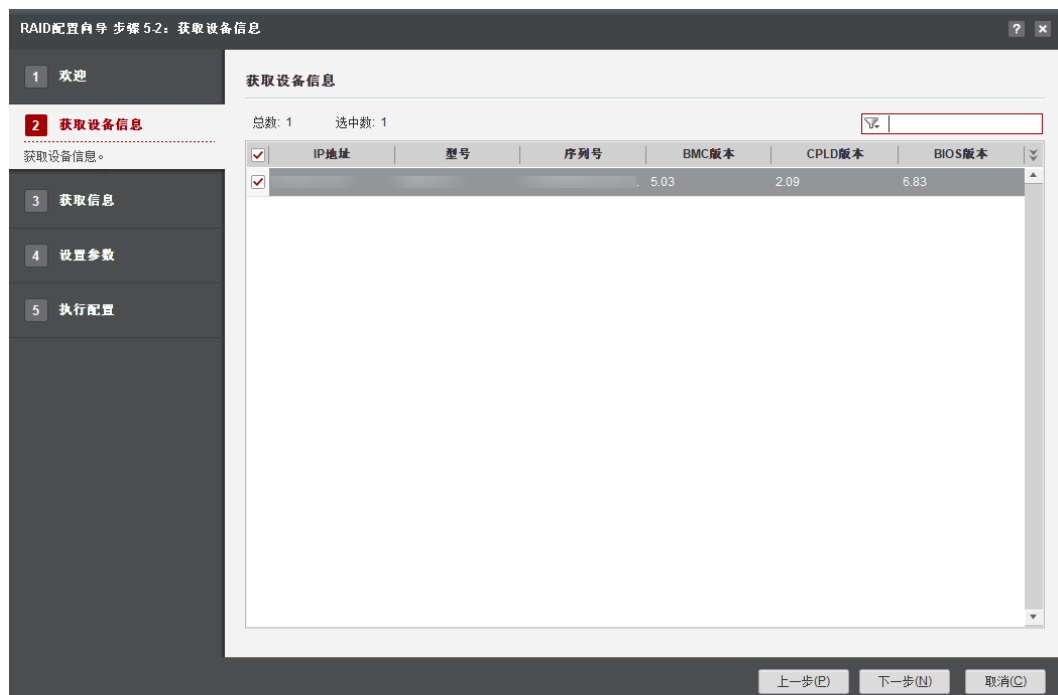 RAID配置向导 步骤 5-2：获取设备信息
? ×
1 欢迎
2 获取设备信息
获取设备信息。
3 获取信息
4 设置参数
5 执行配置
获取设备信息
总数: 1 选中数: 1
IP地址 型号 序列号 BMC版本 CPLD版本 BIOS版本
. 5.03 2.09 6.83
上一步(P) 下一步(N) 取消(C)